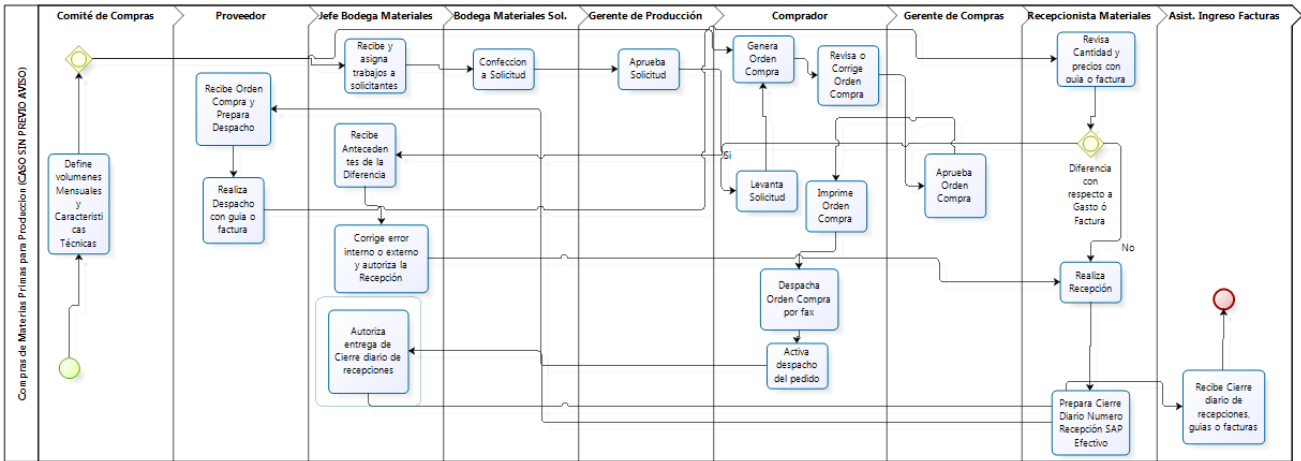 Compras de Materias Primas para Produccion (CASO SIN PREVIO AVISO)
Comité de Compras
Proveedor
Jefe Bodega Materiales
Bodega Materiales Sol.
Gerente de Producción
Comprador
Gerente de Compras
Recepcionista Materiales
Asist. Ingreso Facturas
Define
volumenes
Mensuales
y
Caracteristi
cas
Técnicas
Recibe Orden
Compra y
Prepara
Despacho
Realiza
Despacho
con guia o
factura
Recibe y
asigna
trabajos a
solicitantes
Recibe
Anteceden
tes de la
Diferencia
Corrige error
interno o externo
y autoriza la
Recepción
Autoriza
entrega de
Cierre diario de
recepciones
Confeccion
a Solicitud
Aprueba
Solicitud
Genera
Orden
Compra
Revisa o
Corrige
Orden
Compra
Si
Levanta
Solicitud
Imprime
Orden
Compra
Despacha
Orden Compra
por fax
Activa
despacho
del pedido
Aprueba
Orden
Compra
Revisa
Cantidad y
precios con
guia o factura
Diferencia
con
respecto a
Gasto ó
Factura
No
Realiza
Recepción
Prepara Cierre
Diario Numero
Recepción SAP
Efectivo
Recibe Cierre
diario de
recepciones,
guias o facturas